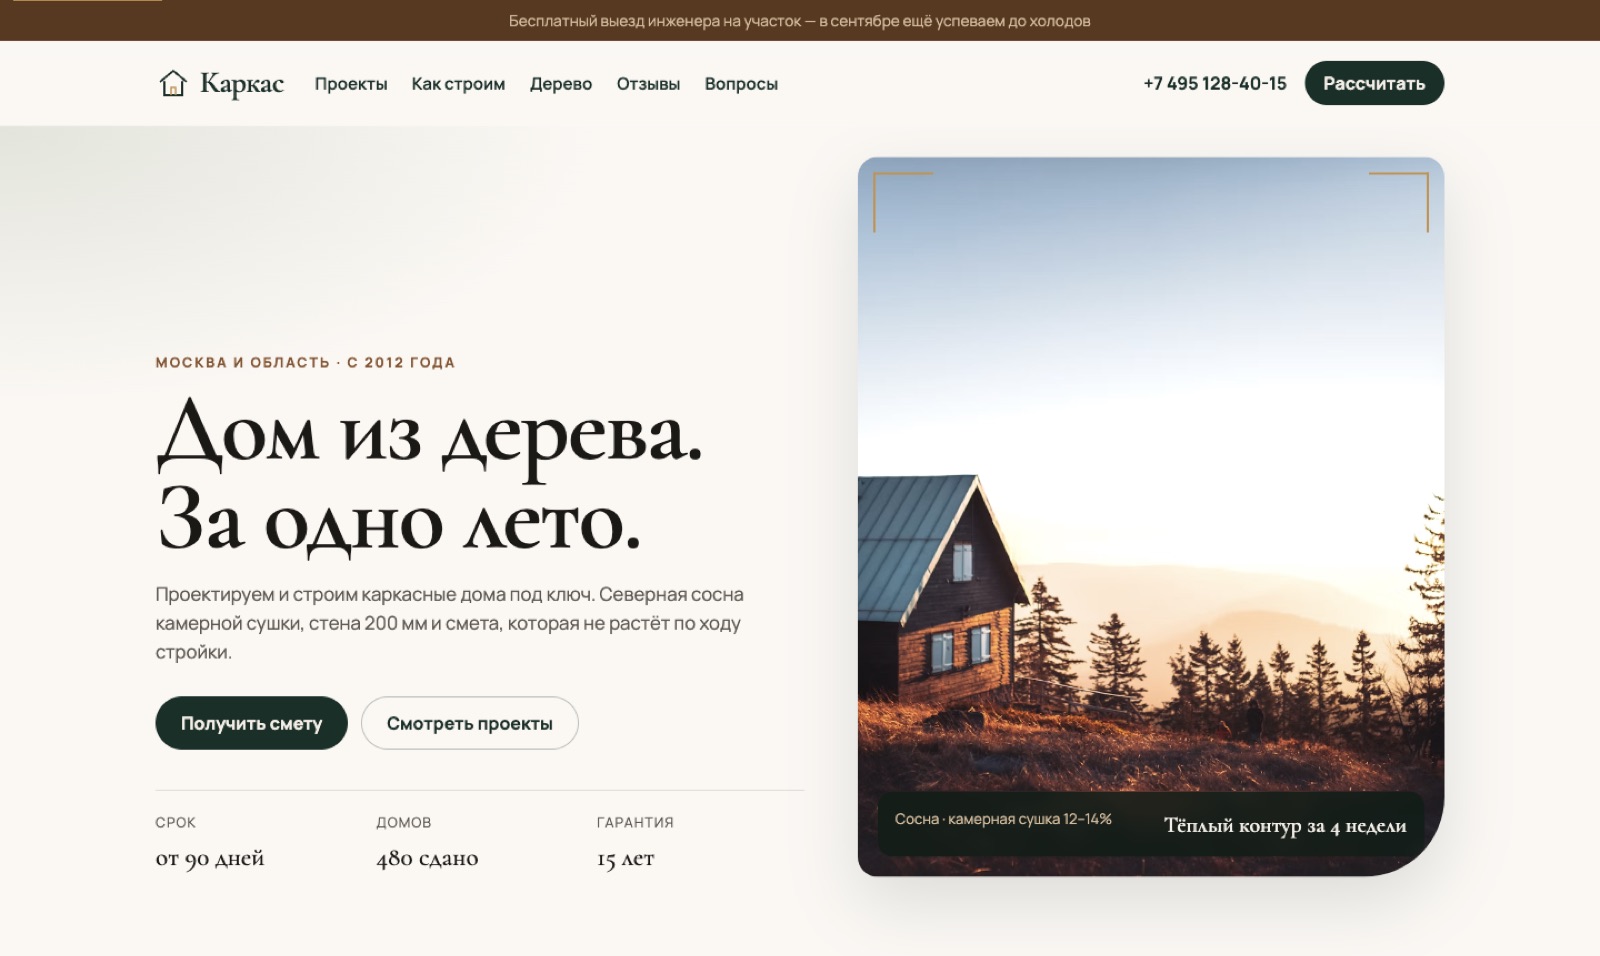 Бесплатный выезд инженера на участок — в сентябре ещё успеваем до холодов
Каркас
Проекты
Как строим
Дерево
Отзывы
Вопросы
+7 495 128-40-15
Рассчитать
МОСКВА И ОБЛАСТЬ · С 2012 ГОДА
Дом из дерева.
За одно лето.
Проектируем и строим каркасные дома под ключ. Северная сосна
камерной сушки, стена 200 мм и смета, которая не растёт по ходу
стройки.
Получить смету
Смотреть проекты
СРОК
от 90 дней
ДОМОВ
480 сдано
ГАРАНТИЯ
15 лет
Сосна · камерная сушка 12–14%
Тёплый контур за 4 недели